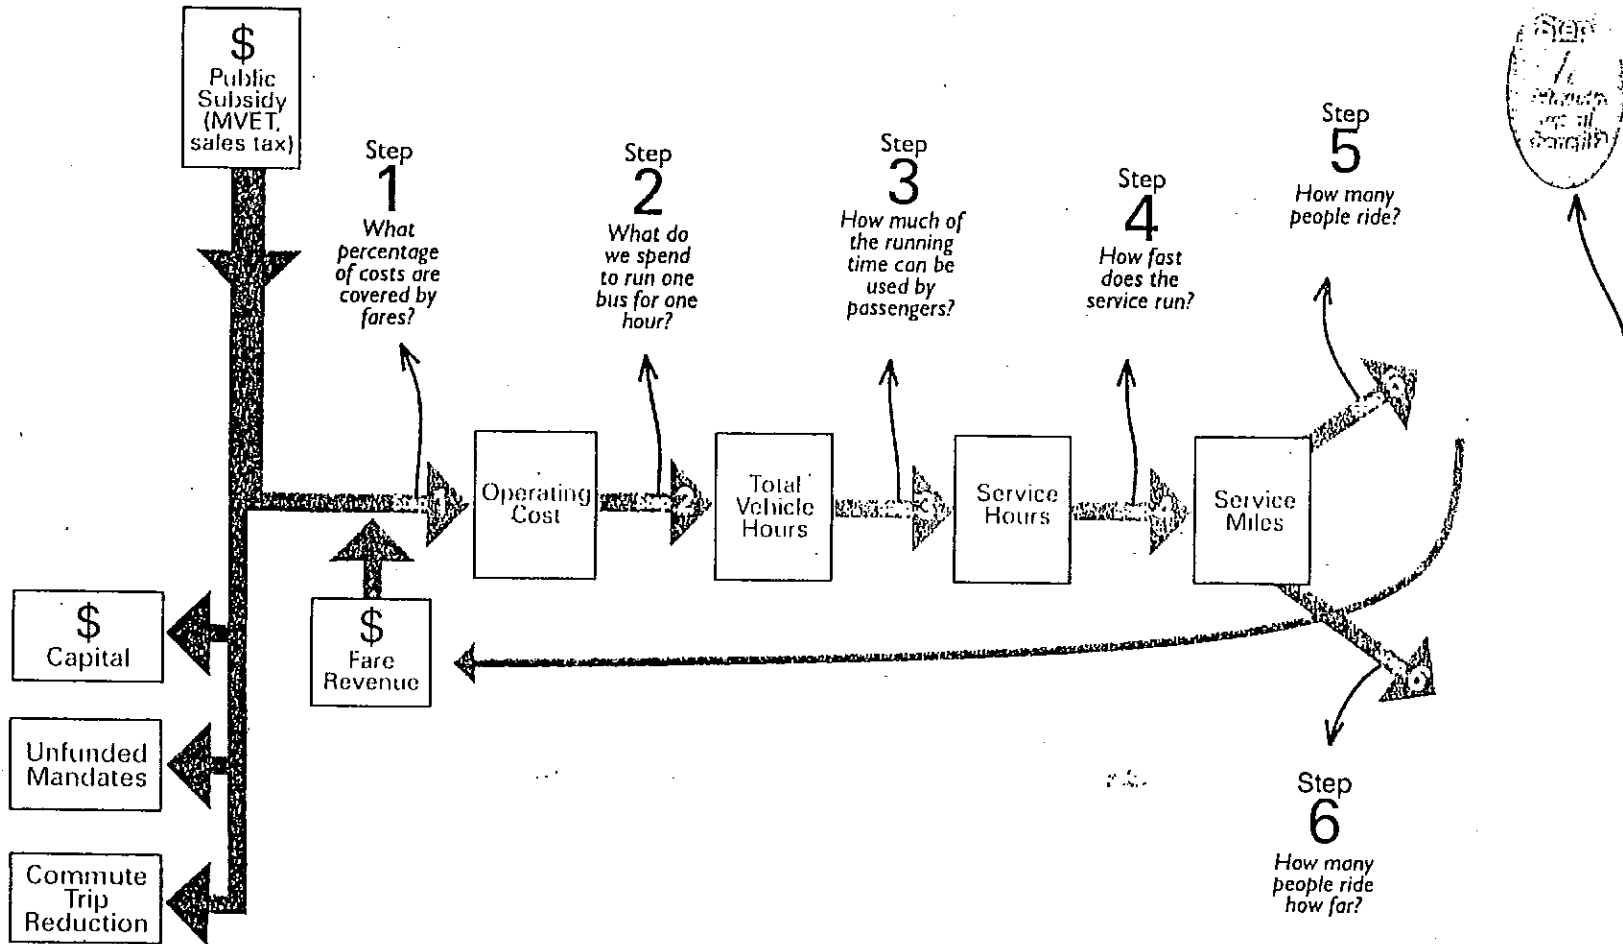 $
Public
Subsidy
(MVET,
sales tax)
Step
1
What
percentage
of costs are
covered by
fares?
Step
2
What do
we spend
to run one
bus for one
hour?
Step
3
How much of
the running
time can be
used by
passengers?
Step
4
How fast
does the
service run?
Step
5
How many
people ride?
Step
Operating
Cost
Total
Vehicle
Hours
Service
Hours
Service
Miles
$
Fare
Revenue
$
Capital
Unfunded
Mandates
Commute
Trip
Reduction
Step
6
How many
people ride
how far?